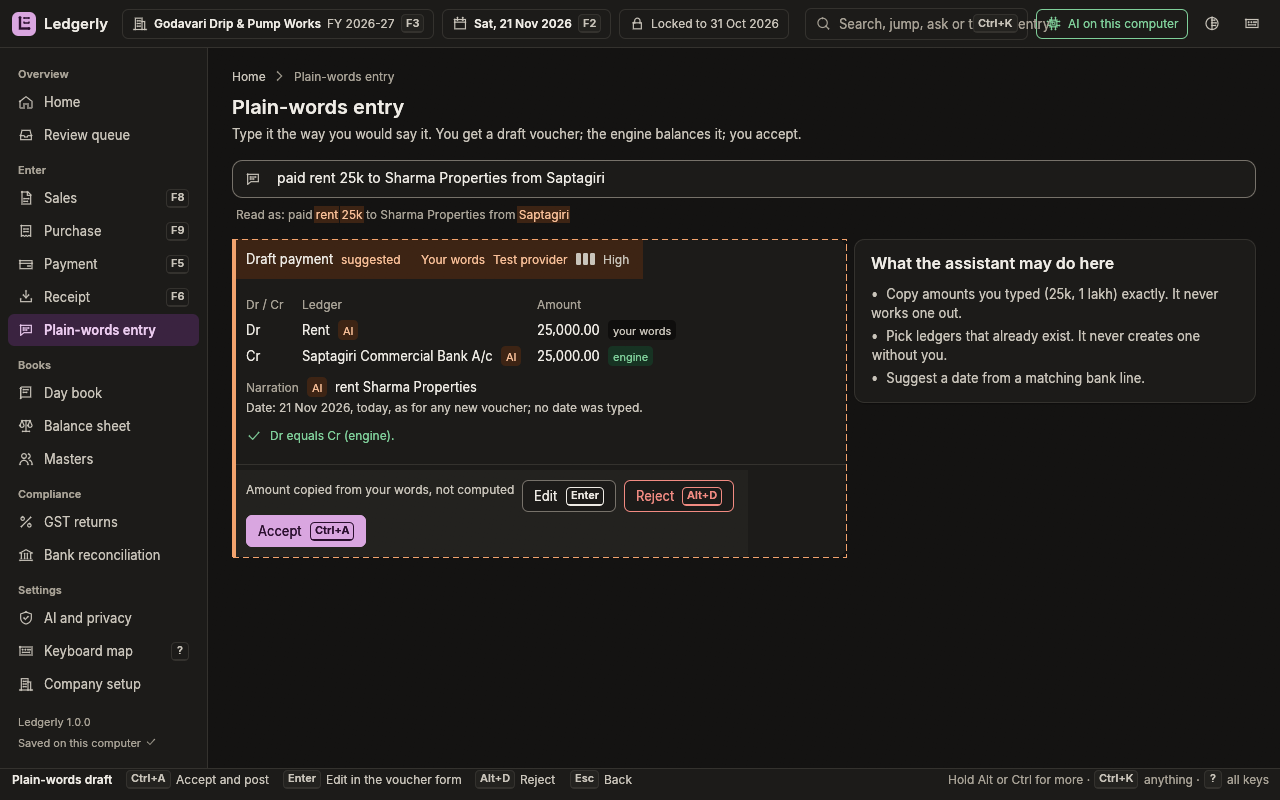 Ledgerly
Godavari Drip & Pump Works FY 2026-27 F3
Sat, 21 Nov 2026 F2
Locked to 31 Oct 2026
Search, jump, ask or t Ctrl+K entry
AI on this computer
Overview
Home
Review queue
Enter
Sales F8
Purchase F9
Payment F5
Receipt F6
Plain-words entry
Books
Day book
Balance sheet
Masters
Compliance
GST returns
Bank reconciliation
Settings
AI and privacy
Keyboard map ?
Company setup
Ledgerly 1.0.0
Saved on this computer
Home Plain-words entry
Plain-words entry
Type it the way you would say it. You get a draft voucher; the engine balances it; you accept.
paid rent 25k to Sharma Properties from Saptagiri
Read as: paid rent 25k to Sharma Properties from Saptagiri
Draft payment suggested Your words Test provider High
Dr / Cr Ledger Amount
Dr Rent AI 25,000.00 your words
Cr Saptagiri Commercial Bank A/c AI 25,000.00 engine
Narration AI rent Sharma Properties
Date: 21 Nov 2026, today, as for any new voucher; no date was typed.
Dr equals Cr (engine).
Amount copied from your words, not computed Edit Enter Reject Alt+D
Accept Ctrl+A
What the assistant may do here
• Copy amounts you typed (25k, 1 lakh) exactly. It never
works one out.
• Pick ledgers that already exist. It never creates one
without you.
• Suggest a date from a matching bank line.
Plain-words draft Ctrl+A Accept and post Enter Edit in the voucher form Alt+D Reject Esc Back
Hold Alt or Ctrl for more · Ctrl+K anything · ? all keys